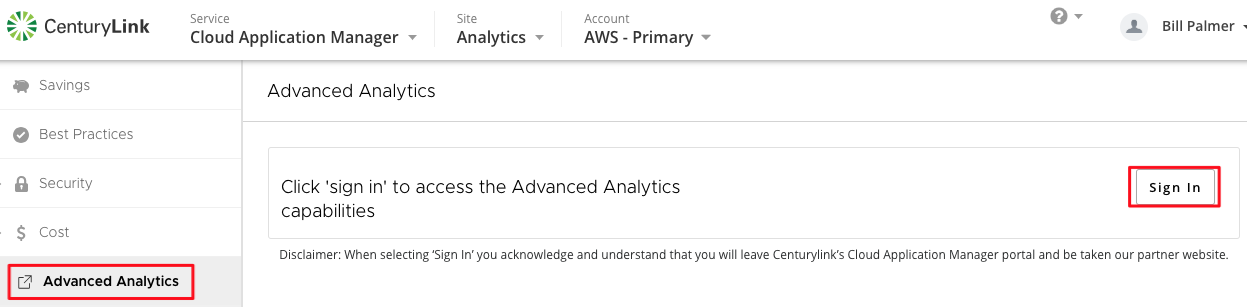 CenturyLink
Service
Cloud Application Manager
Site
Analytics
Account
AWS - Primary
?
Bill Palmer
Savings
Best Practices
Security
$ Cost
Advanced Analytics
Advanced Analytics
Click 'sign in' to access the Advanced Analytics
capabilities
Sign In
Disclaimer: When selecting ‘Sign In’ you acknowledge and understand that you will leave Centurylink’s Cloud Application Manager portal and be taken our partner website.